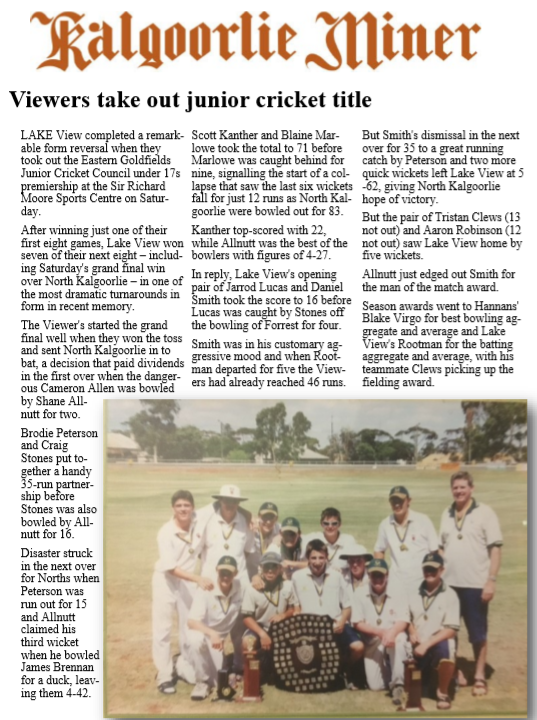 Kalgoorlie Miner
Viewers take out junior cricket title
LAKE View completed a remark-
able form reversal when they
took out the Eastern Goldfields
Junior Cricket Council under 17s
premiership at the Sir Richard
Moore Sports Centre on Satur-
day.
After winning just one of their
first eight games, Lake View won
seven of their next eight – includ-
ing Saturday's grand final win
over North Kalgoorlie – in one of
the most dramatic turnarounds in
form in recent memory.
The Viewer's started the grand
final well when they won the toss
and sent North Kalgoorlie in to
bat, a decision that paid dividends
in the first over when the danger-
ous Cameron Allen was bowled
by Shane All-
nutt for two.
Brodie Peterson
and Craig
Stones put to-
gether a handy
35-run partner-
ship before
Stones was also
bowled by All-
nutt for 16.
Disaster struck
in the next over
for Norths when
Peterson was
run out for 15
and Allnutt
claimed his
third wicket
when he bowled
James Brennan
for a duck, leav-
ing them 4-42.
Scott Kanther and Blaine Mar-
lowe took the total to 71 before
Marlowe was caught behind for
nine, signalling the start of a col-
lapse that saw the last six wickets
fall for just 12 runs as North Kal-
goorlie were bowled out for 83.
Kanther top-scored with 22,
while Allnutt was the best of the
bowlers with figures of 4-27.
In reply, Lake View's opening
pair of Jarrod Lucas and Daniel
Smith took the score to 16 before
Lucas was caught by Stones off
the bowling of Forrest for four.
Smith was in his customary ag-
gressive mood and when Root-
man departed for five the View-
ers had already reached 46 runs.
But Smith's dismissal in the next
over for 35 to a great running
catch by Peterson and two more
quick wickets left Lake View at 5
-62, giving North Kalgoorlie
hope of victory.
But the pair of Tristan Clews (13
not out) and Aaron Robinson (12
not out) saw Lake View home by
five wickets.
Allnutt just edged out Smith for
the man of the match award.
Season awards went to Hannans'
Blake Virgo for best bowling ag-
gregate and average and Lake
View's Rootman for the batting
aggregate and average, with his
teammate Clews picking up the
fielding award.